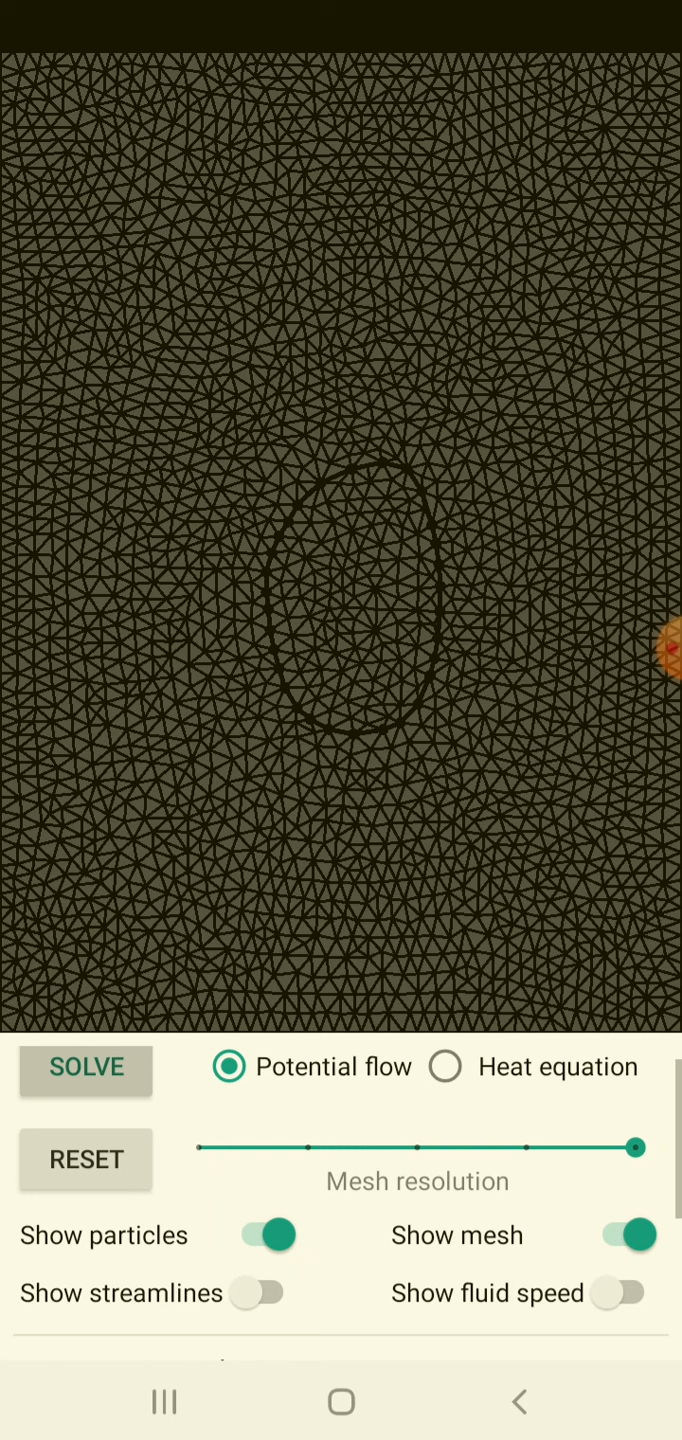 SOLVE Potential flow Heat equation
RESET
Mesh resolution
Show particles Show mesh
Show streamlines Show fluid speed